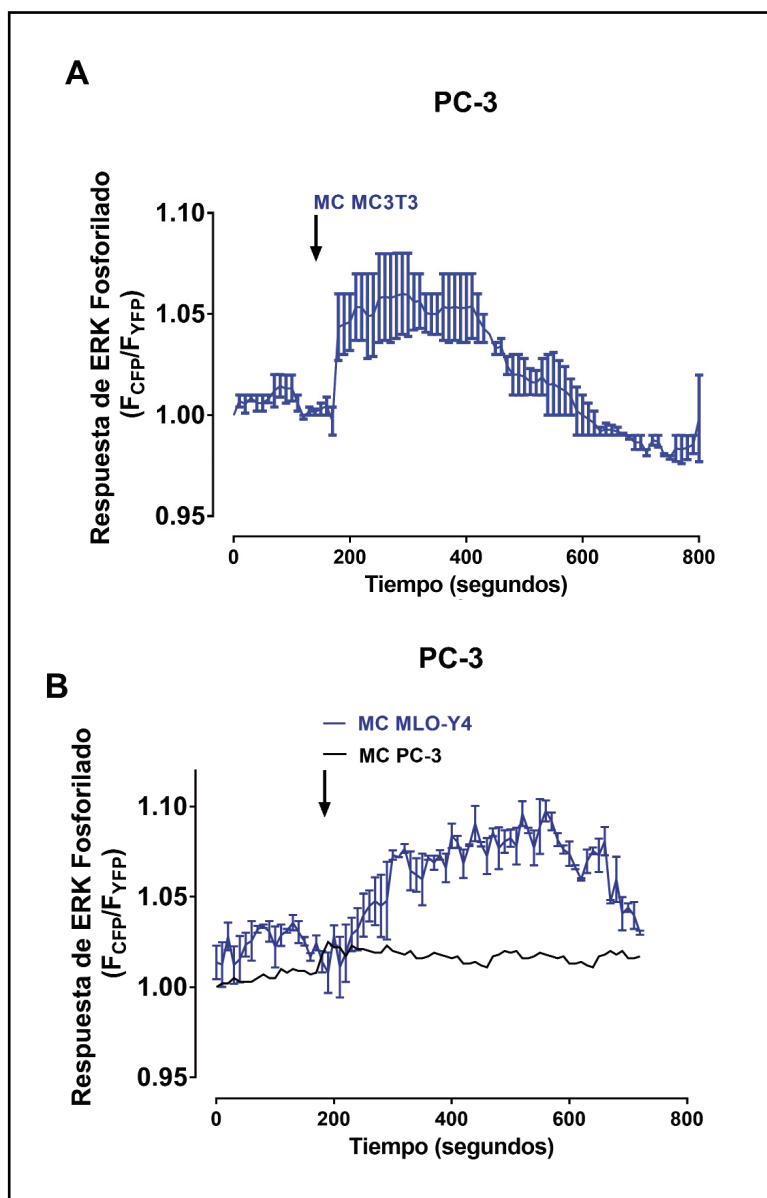 A
PC-3
MC MC3T3
Respuesta de ERK Fosforilado
(FCFP/FYFP)
1.10
1.05
1.00
0.95
0
200
400
600
800
Tiempo (segundos)
PC-3
B
MC MLO-Y4
MC PC-3
Respuesta de ERK Fosforilado
(FCFP/FYFP)
1.10
1.05
1.00
0.95
0
200
400
600
800
Tiempo (segundos)